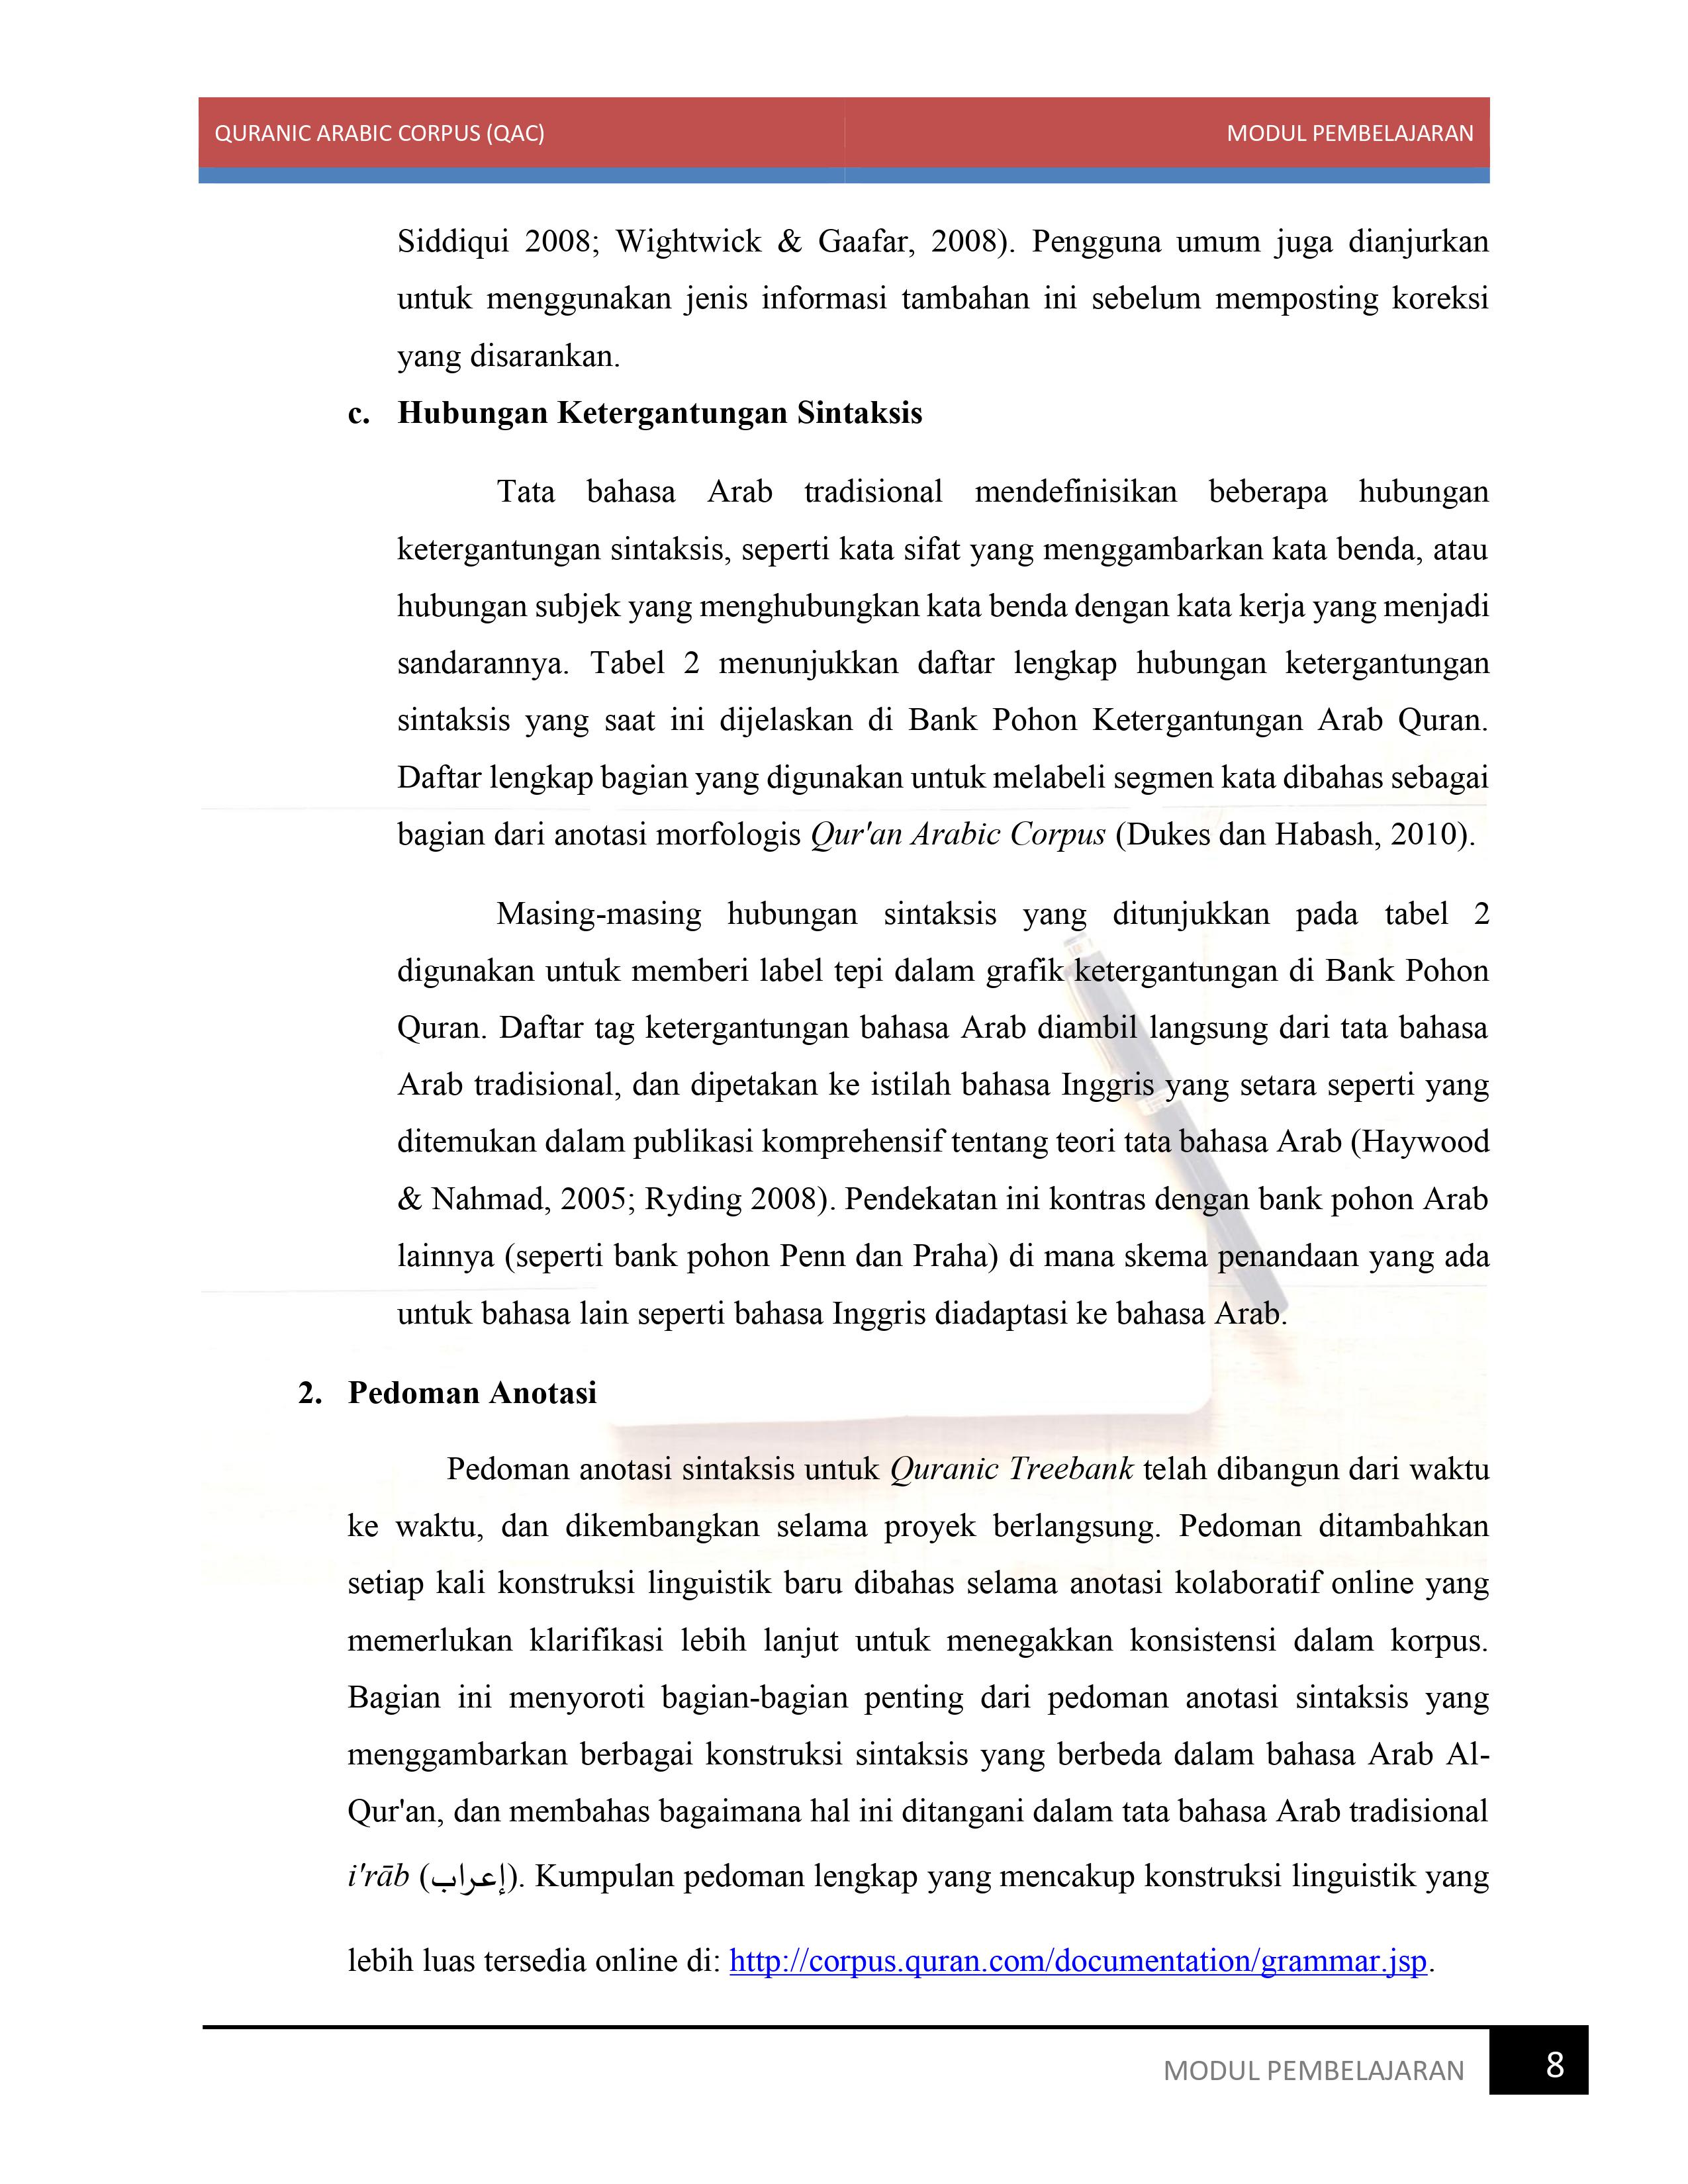 QURANIC ARABIC CORPUS (QAC) MODUL PEMBELAJARAN
Siddiqui 2008; Wightwick & Gaafar, 2008). Pengguna umum juga dianjurkan
untuk menggunakan jenis informasi tambahan ini sebelum memposting koreksi
yang disarankan.
c. Hubungan Ketergantungan Sintaksis
Tata bahasa Arab tradisional mendefinisikan beberapa hubungan
ketergantungan sintaksis, seperti kata sifat yang menggambarkan kata benda, atau
hubungan subjek yang menghubungkan kata benda dengan kata kerja yang menjadi
sandarannya. Tabel 2 menunjukkan daftar lengkap hubungan ketergantungan
sintaksis yang saat ini dijelaskan di Bank Pohon Ketergantungan Arab Quran.
Daftar lengkap bagian yang digunakan untuk melabeli segmen kata dibahas sebagai
bagian dari anotasi morfologis Qur'an Arabic Corpus (Dukes dan Habash, 2010).
Masing-masing hubungan sintaksis yang ditunjukkan pada tabel 2
digunakan untuk memberi label tepi dalam grafik ketergantungan di Bank Pohon
Quran. Daftar tag ketergantungan bahasa Arab diambil langsung dari tata bahasa
Arab tradisional, dan dipetakan ke istilah bahasa Inggris yang setara seperti yang
ditemukan dalam publikasi komprehensif tentang teori tata bahasa Arab (Haywood
& Nahmad, 2005; Ryding 2008). Pendekatan ini kontras dengan bank pohon Arab
lainnya (seperti bank pohon Penn dan Praha) di mana skema penandaan yang ada
untuk bahasa lain seperti bahasa Inggris diadaptasi ke bahasa Arab.
2. Pedoman Anotasi
Pedoman anotasi sintaksis untuk Quranic Treebank telah dibangun dari waktu
ke waktu, dan dikembangkan selama proyek berlangsung. Pedoman ditambahkan
setiap kali konstruksi linguistik baru dibahas selama anotasi kolaboratif online yang
memerlukan klarifikasi lebih lanjut untuk menegakkan konsistensi dalam korpus.
Bagian ini menyoroti bagian-bagian penting dari pedoman anotasi sintaksis yang
menggambarkan berbagai konstruksi sintaksis yang berbeda dalam bahasa Arab Al-
Qur'an, dan membahas bagaimana hal ini ditangani dalam tata bahasa Arab tradisional
i'rāb (إعراب). Kumpulan pedoman lengkap yang mencakup konstruksi linguistik yang
lebih luas tersedia online di: http://corpus.quran.com/documentation/grammar.jsp.
MODUL PEMBELAJARAN 8